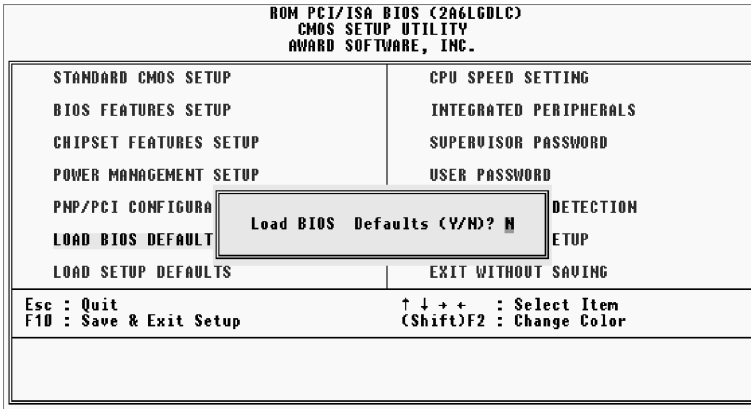 ROM PCI/ISA BIOS (2A6LGDLC)
CMOS SETUP UTILITY
AWARD SOFTWARE, INC.
STANDARD CMOS SETUP
BIOS FEATURES SETUP
CHIPSET FEATURES SETUP
POWER MANAGEMENT SETUP
PNP/PCI CONFIGURA
LOAD BIOS DEFAULT
LOAD SETUP DEFAULTS
CPU SPEED SETTING
INTEGRATED PERIPHERALS
SUPERVISOR PASSWORD
USER PASSWORD
DETECTION
ETUP
EXIT WITHOUT SAVING
Load BIOS Defaults (Y/N)? N
Esc : Quit
F10 : Save & Exit Setup
↑ ↓ → ← : Select Item
(Shift)F2 : Change Color